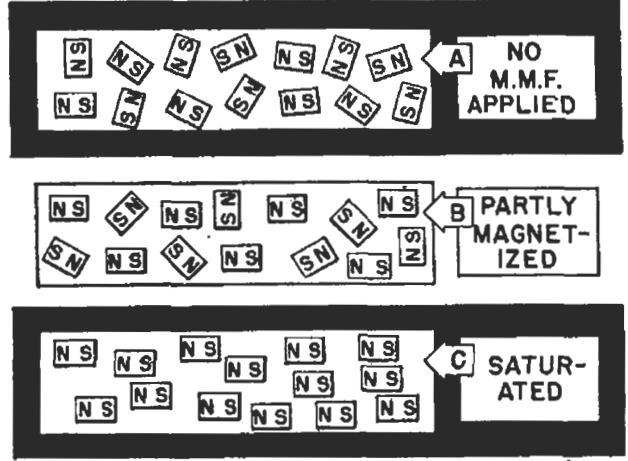 N S N S N S S N N S N S S N
A
NO
M.M.F.
APPLIED
N S S N N S S N N S N S S N
N S S N N S S N N S S N N S
B
PARTLY
MAGNET-
IZED
S N N S S N N S S N N S N S
N S N S N S N S N S
C
SATUR-
ATED
N S N S N S N S
N S N S N S N S N S